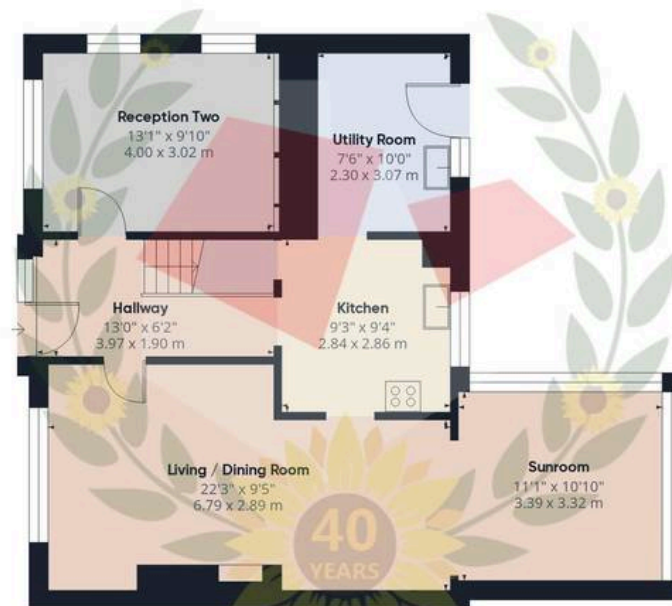 Reception Two
13'1" x 9'10"
4.00 x 3.02 m
Utility Room
7'6" x 10'0"
2.30 x 3.07 m
Hallway
13'0" x 6'2"
3.97 x 1.90 m
Kitchen
9'3" x 9'4"
2.84 x 2.86 m
Living / Dining Room
22'3" x 9'5"
6.79 x 2.89 m
Sunroom
11'1" x 10'10"
3.39 x 3.32 m
40
YEARS